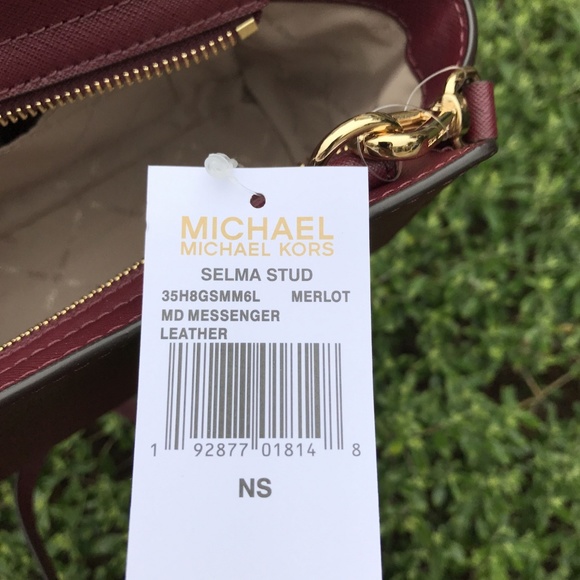 MICHAEL
MICHAEL KORS
SELMA STUD
35H8GSMM6L MERLOT
MD MESSENGER
LEATHER
1 92877 01814 8
NS